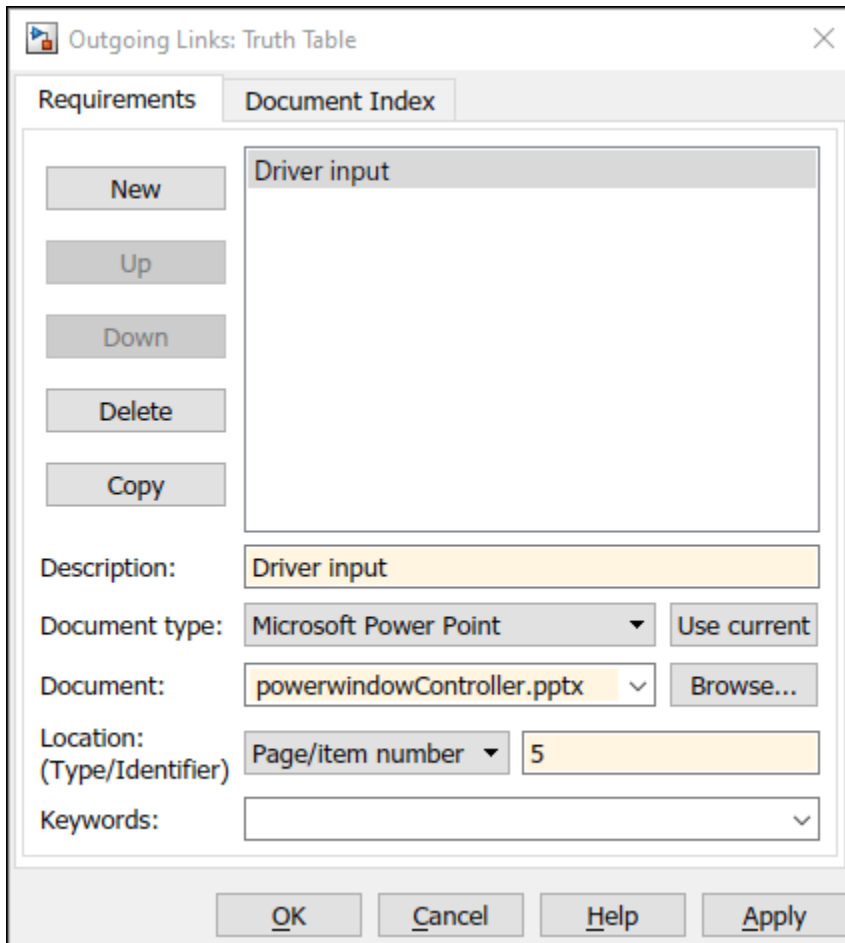 Outgoing Links: Truth Table
Requirements
Document Index
New
Up
Down
Delete
Copy
Driver input
Description:
Driver input
Document type:
Microsoft Power Point
Use current
Document:
powerwindowController.pptx
Browse...
Location:
(Type/Identifier)
Page/item number
5
Keywords:
OK
Cancel
Help
Apply